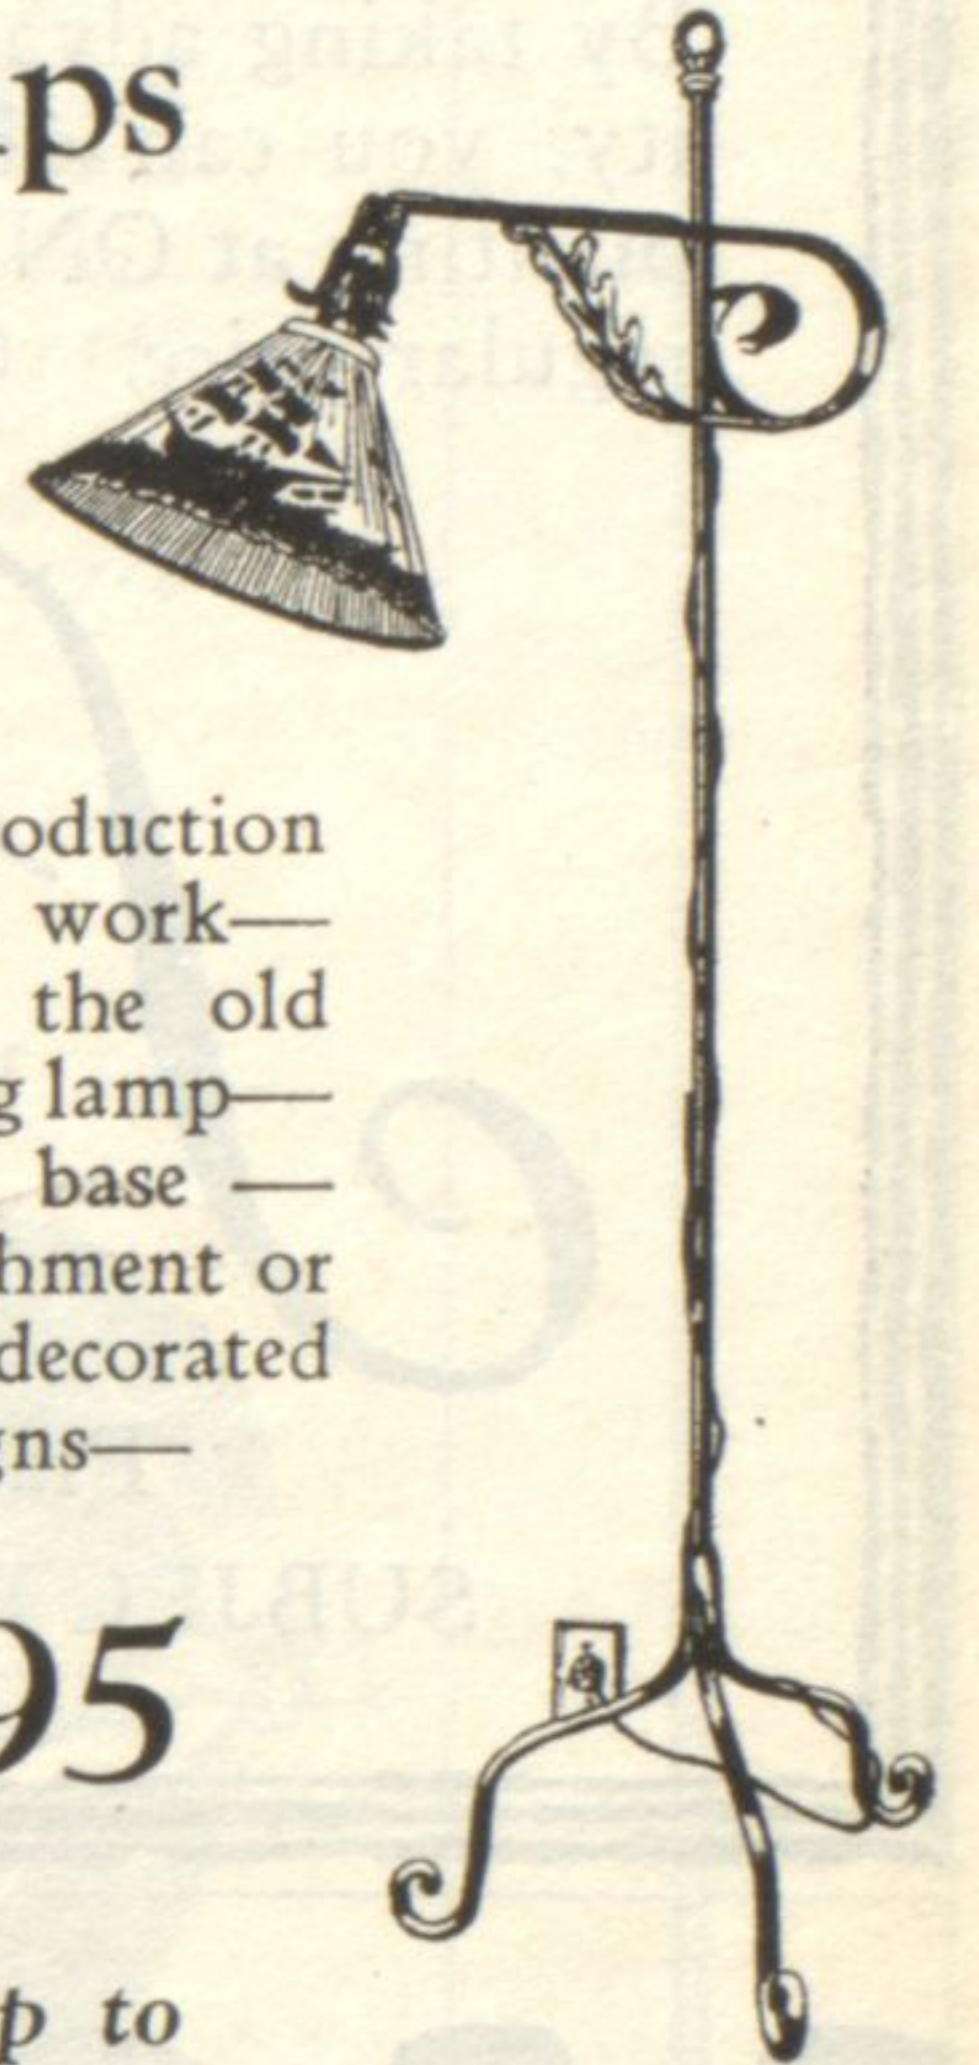 ps
oduction
work—
the old
g lamp—
base —
hment or
decorated
gns—
95
p to